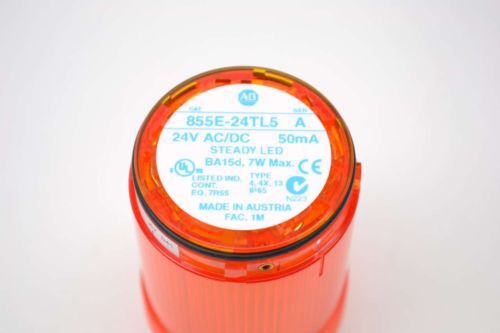 AB
CAT SER
855E-24TL5 A
24V AC/DC 50mA
STEADY LED
BA15d, 7W Max.
UL LISTED IND. CONT. EQ. 7R55
TYPE 4, 4X, 13 IP65
CE
N223
MADE IN AUSTRIA
FAC. 1M